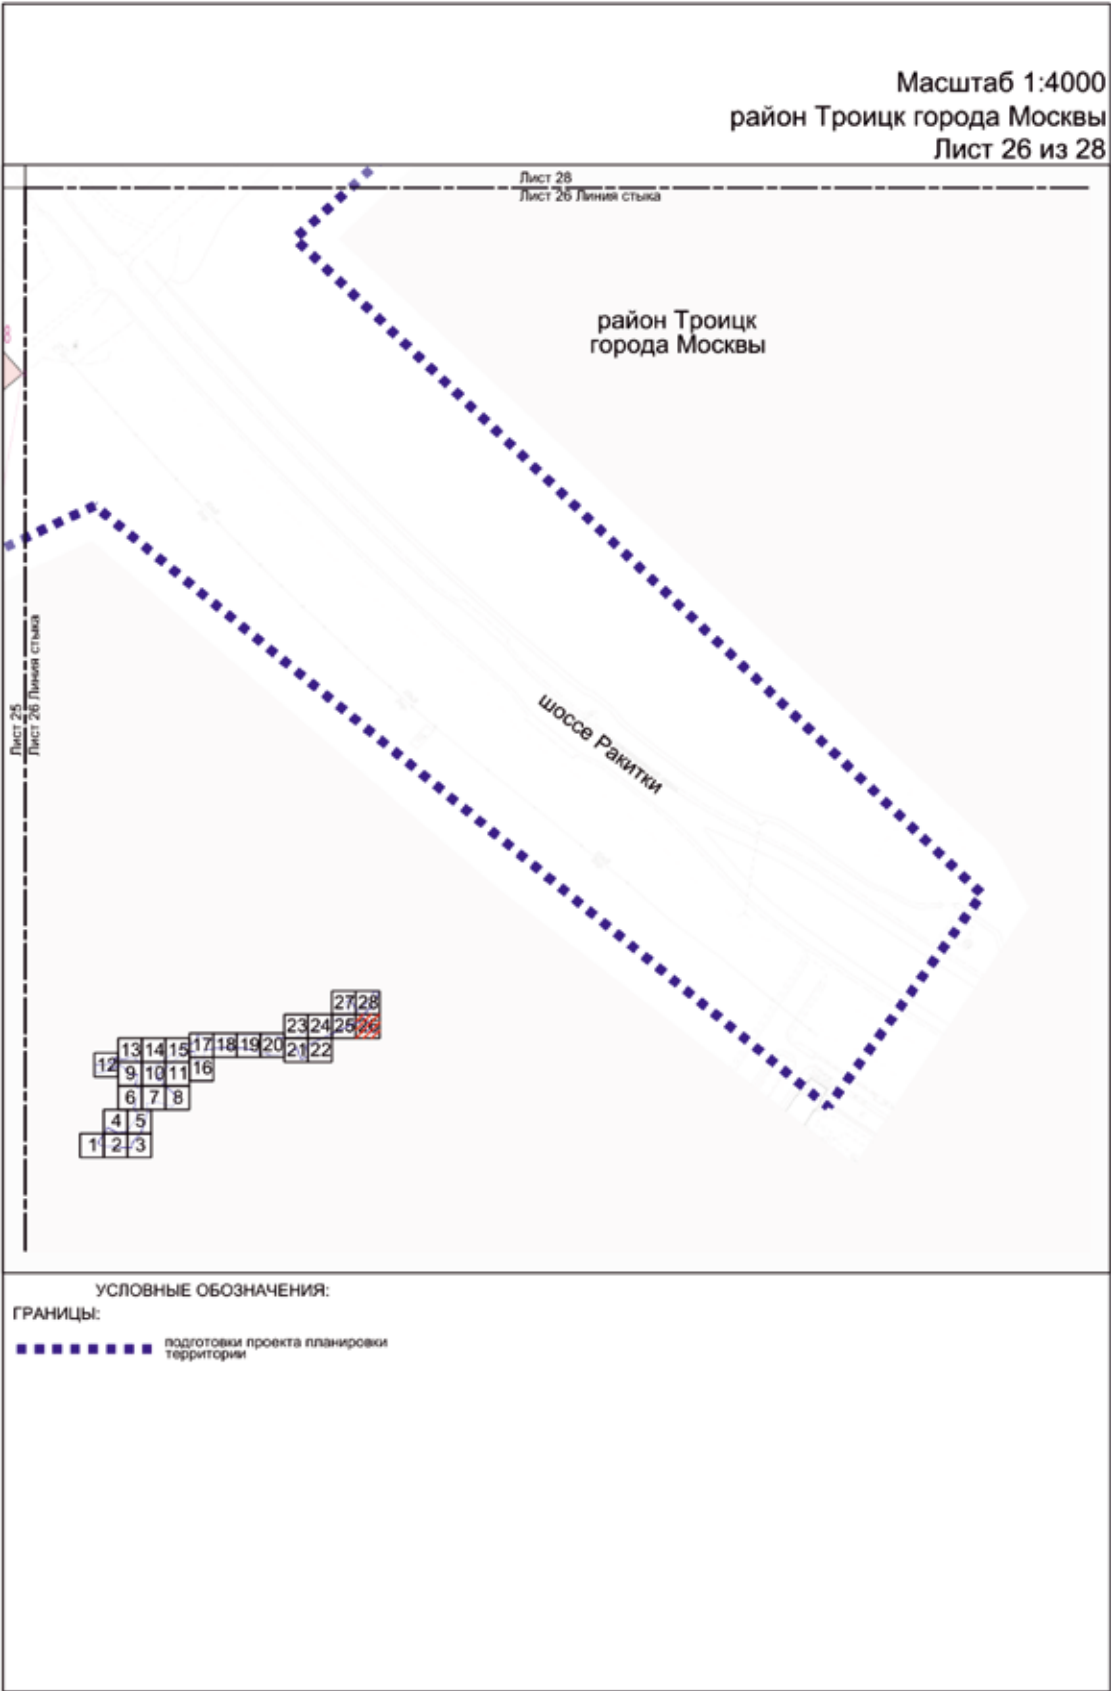 Масштаб 1:4000
район Троицк города Москвы
Лист 26 из 28
Лист 28
Лист 26 Линия стыка
район Троицк
города Москвы
8
Лист 25
Лист 26 Линия стыка
шоссе Ракитки
27 28
23 24 25 26
13 14 15 17 18 19 20 21 22
12 9 10 11 16
6 7 8
4 5
1 2 3
УСЛОВНЫЕ ОБОЗНАЧЕНИЯ:
ГРАНИЦЫ:
подготовки проекта планировки
территории